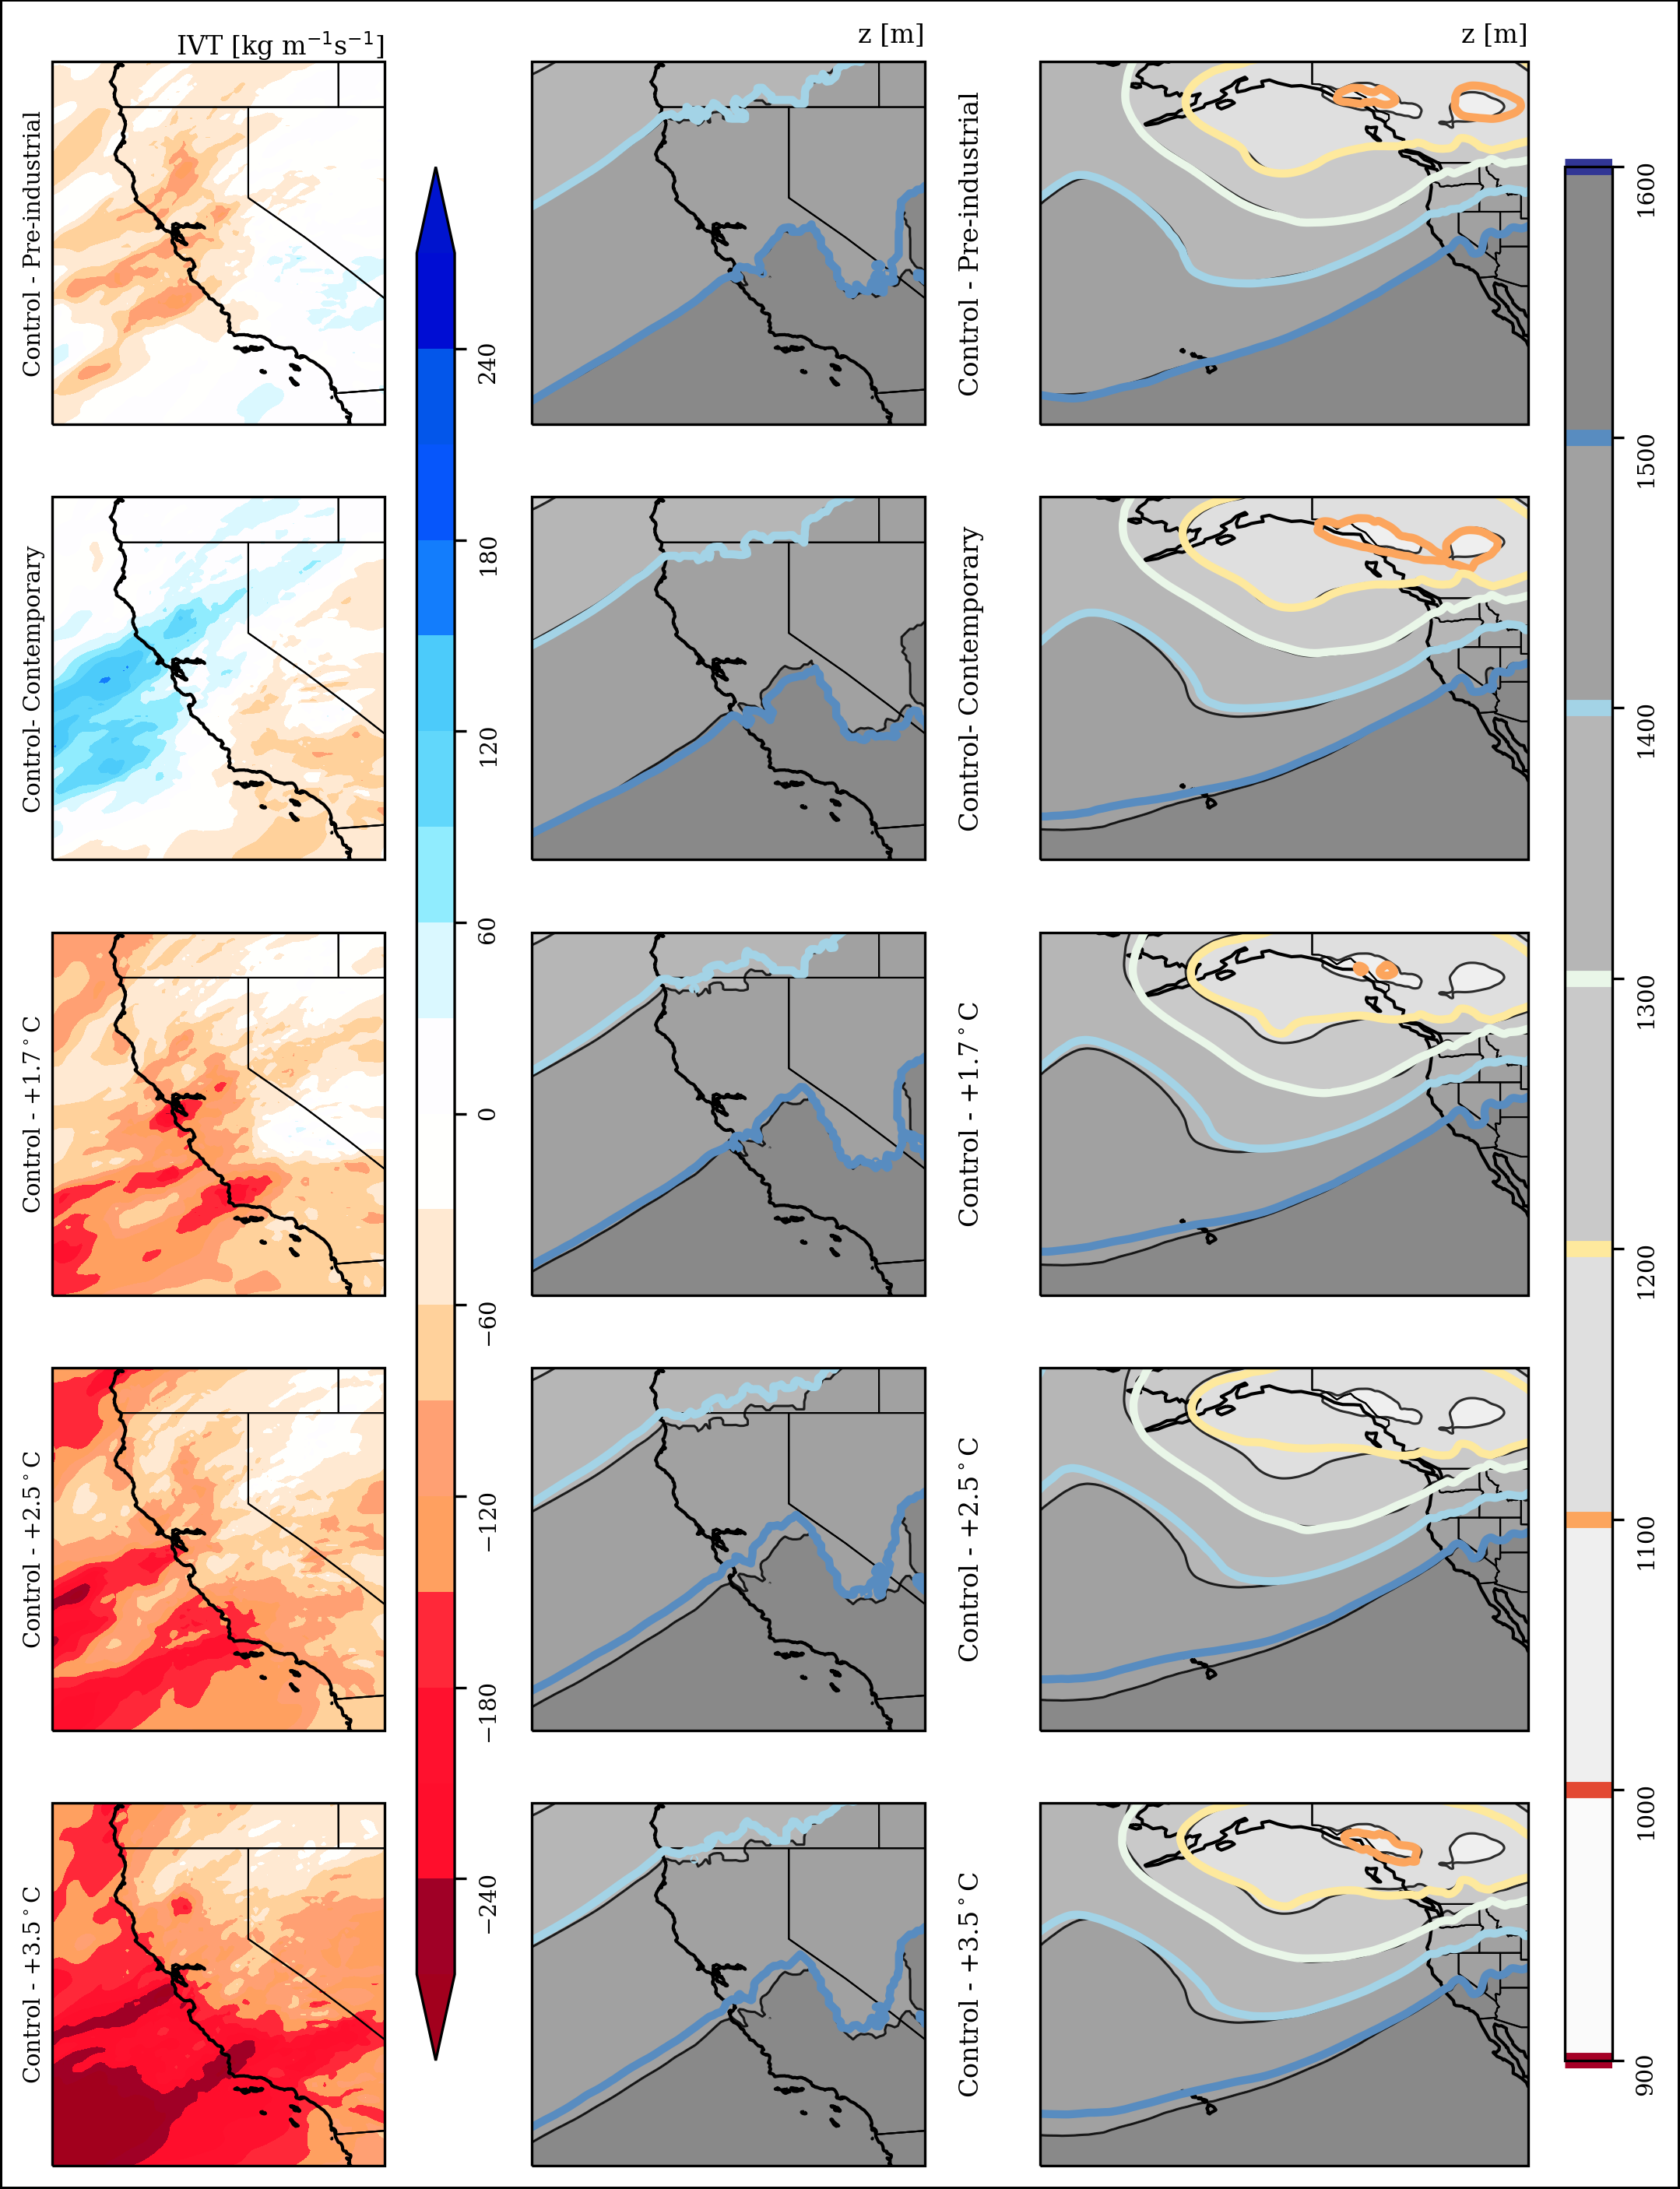 IVT [kg m⁻¹s⁻¹]
Control - Pre-industrial
Control- Contemporary
Control - +1.7°C
Control - +2.5°C
Control - +3.5°C
−240
−180
−120
−60
0
60
120
180
240
z [m]
z [m]
Control - Pre-industrial
Control- Contemporary
Control - +1.7°C
Control - +2.5°C
Control - +3.5°C
900
1000
1100
1200
1300
1400
1500
1600